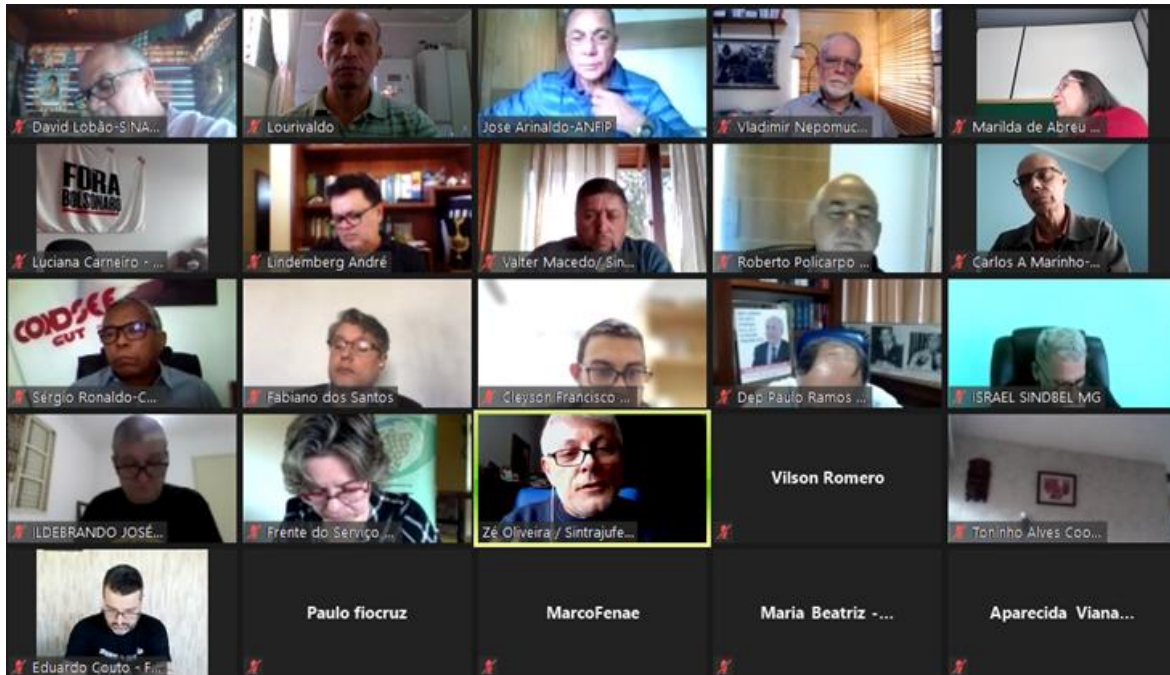 David Lobão-SINA...
Lourivaldo
Jose Arinaldo-ANFIP
Vladimir Nepomuc...
Marilda de Abreu ...
FORA
BOLSONARO
Luciana Carneiro - ...
Lindemberg André
Valter Macedo/ Sin...
Roberto Policarpo ...
Carlos A Marinho-...
CONDSEF
CUT
Sérgio Ronaldo-C...
Fabiano dos Santos
Cleyson Francisco ...
Dep Paulo Ramos ...
ISRAEL SINDBEL MG
ILDEBRANDO JOSÉ...
Frente do Serviço ...
Zé Oliveira / Sintrajufe...
Vilson Romero
Toninho Alves Coo...
Eduardo Couto - F...
Paulo fiocruz
MarcoFenae
Maria Beatriz -...
Aparecida Viana...